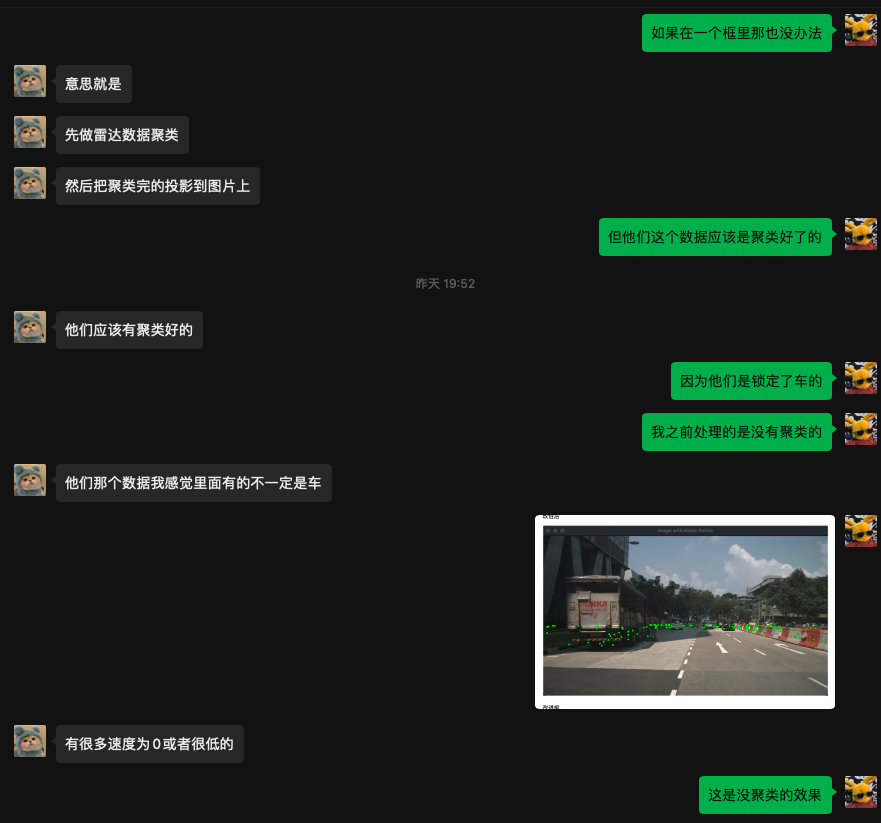 如果在一个框里那也没办法
意思就是
先做雷达数据聚类
然后把聚类完的投影到图片上
但他们这个数据应该是聚类好了的
昨天 19:52
他们应该有聚类好的
因为他们是锁定了车的
我之前处理的是没有聚类的
他们那个数据我感觉里面有的不一定是车
Image with Radar Points
有很多速度为0或者很低的
这是没聚类的效果